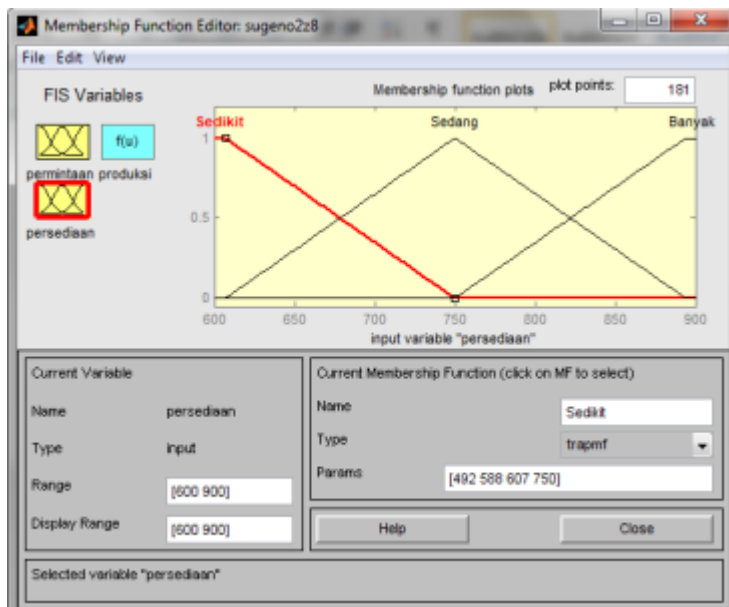 Membership Function Editor: sugeno2z8
File Edit View
FIS Variables
f(u)
permintaan produksi
persediaan
Membership function plots plot points: 181
Sedikit Sedang Banyak
1
0.5
0
600 650 700 750 800 850 900
input variable "persediaan"
Current Variable
Name persediaan
Type input
Range [600 900]
Display Range [600 900]
Current Membership Function (click on MF to select)
Name Sedikit
Type trapmf
Params [492 588 607 750]
Help Close
Selected variable "persediaan"